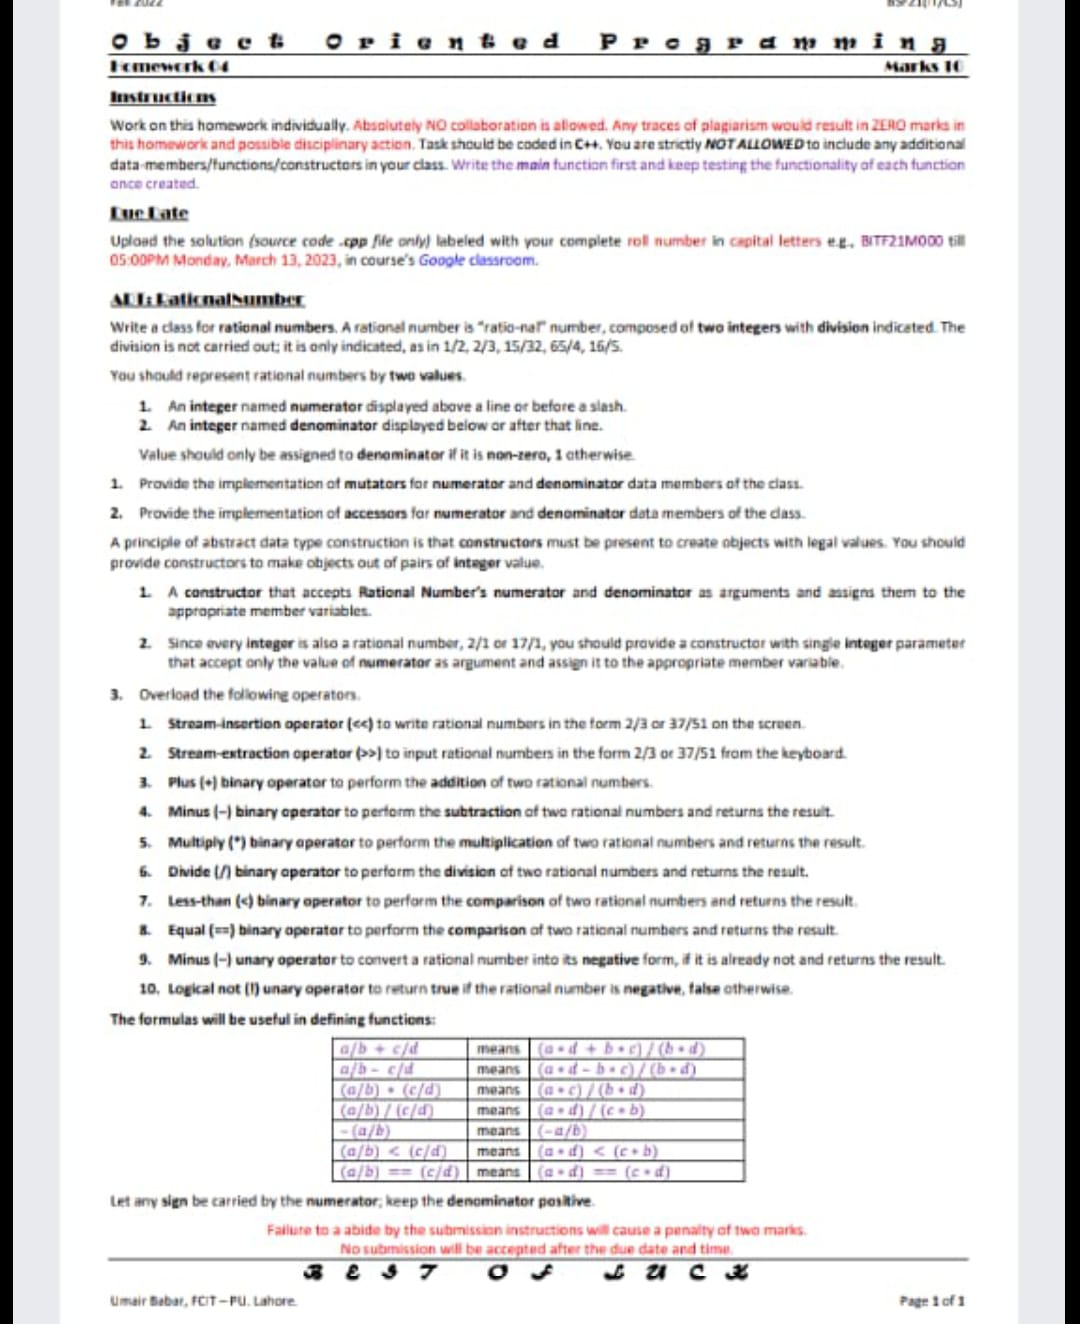 Fall 2022
Object Oriented Programming
Homework 04 Marks 10
Instructions
Work on this homework individually. Absolutely NO collaboration is allowed. Any traces of plagiarism would result in ZERO marks in
this homework and possible disciplinary action. Task should be coded in C++. You are strictly NOT ALLOWED to include any additional
data-members/functions/constructors in your class. Write the main function first and keep testing the functionality of each function
once created.
Due Date
Upload the solution (source code .cpp file only) labeled with your complete roll number in capital letters e.g., BITF21M000 till
05:00PM Monday, March 13, 2023, in course's Google classroom.
ADT: RationalNumber
Write a class for rational numbers. A rational number is "ratio-nal" number, composed of two integers with division indicated. The
division is not carried out; it is only indicated, as in 1/2, 2/3, 15/32, 65/4, 16/5.
You should represent rational numbers by two values.
1. An integer named numerator displayed above a line or before a slash.
2. An integer named denominator displayed below or after that line.
Value should only be assigned to denominator if it is non-zero, 1 otherwise.
1. Provide the implementation of mutators for numerator and denominator data members of the class.
2. Provide the implementation of accessors for numerator and denominator data members of the class.
A principle of abstract data type construction is that constructors must be present to create objects with legal values. You should
provide constructors to make objects out of pairs of integer value.
1. A constructor that accepts Rational Number's numerator and denominator as arguments and assigns them to the
appropriate member variables.
2. Since every integer is also a rational number, 2/1 or 17/1, you should provide a constructor with single integer parameter
that accept only the value of numerator as argument and assign it to the appropriate member variable.
3. Overload the following operators.
1. Stream-insertion operator (<<) to write rational numbers in the form 2/3 or 37/51 on the screen.
2. Stream-extraction operator (>>) to input rational numbers in the form 2/3 or 37/51 from the keyboard.
3. Plus (+) binary operator to perform the addition of two rational numbers.
4. Minus (-) binary operator to perform the subtraction of two rational numbers and returns the result.
5. Multiply (*) binary operator to perform the multiplication of two rational numbers and returns the result.
6. Divide (/) binary operator to perform the division of two rational numbers and returns the result.
7. Less-than (<) binary operator to perform the comparison of two rational numbers and returns the result.
8. Equal (==) binary operator to perform the comparison of two rational numbers and returns the result.
9. Minus (-) unary operator to convert a rational number into its negative form, if it is already not and returns the result.
10. Logical not (!) unary operator to return true if the rational number is negative, false otherwise.
The formulas will be useful in defining functions:
a/b + c/d means (a * d + b * c) / (b * d)
a/b - c/d means (a * d - b * c) / (b * d)
(a/b) * (c/d) means (a * c) / (b * d)
(a/b) / (c/d) means (a * d) / (c * b)
-(a/b) means (-a/b)
(a/b) < (c/d) means (a * d) < (c * b)
(a/b) == (c/d) means (a * d) == (c * d)
Let any sign be carried by the numerator; keep the denominator positive.
Failure to a abide by the submission instructions will cause a penalty of two marks.
No submission will be accepted after the due date and time.
BEST OF LUCK
Umair Babar, FCIT – PU. Lahore. Page 1 of 1